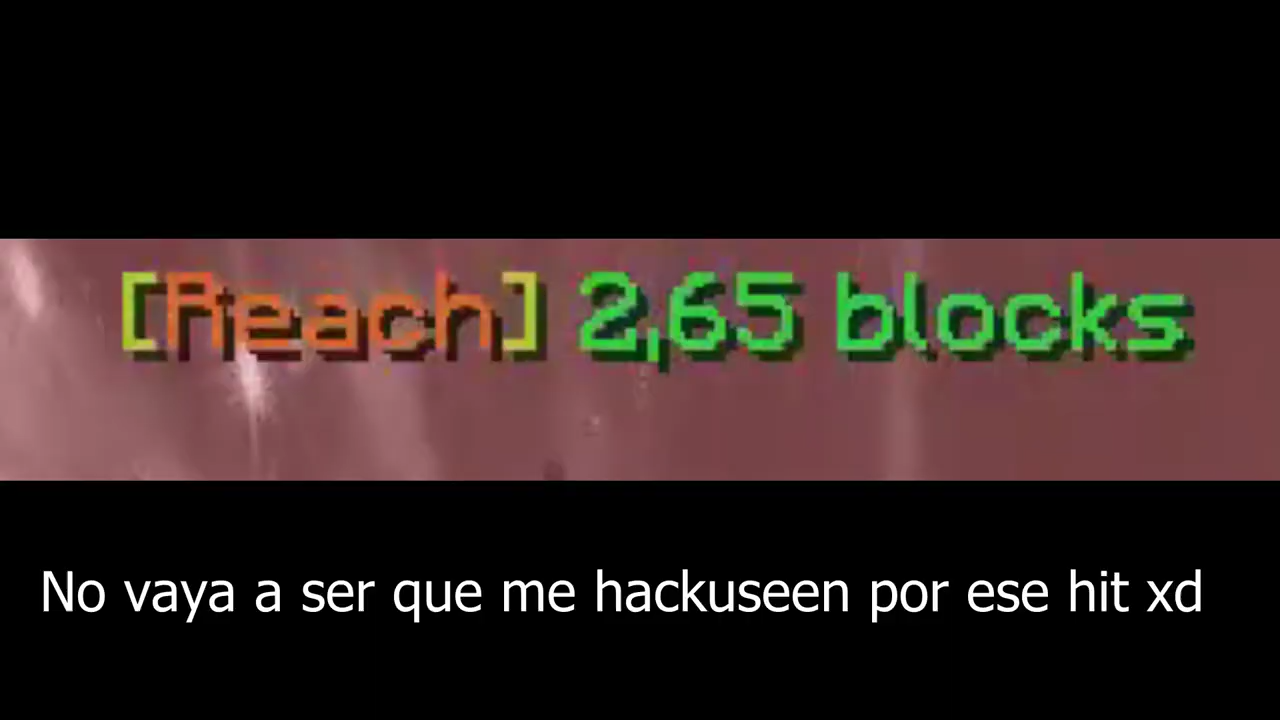 [Reach] 2,65 blocks
No vaya a ser que me hackuseen por ese hit xd